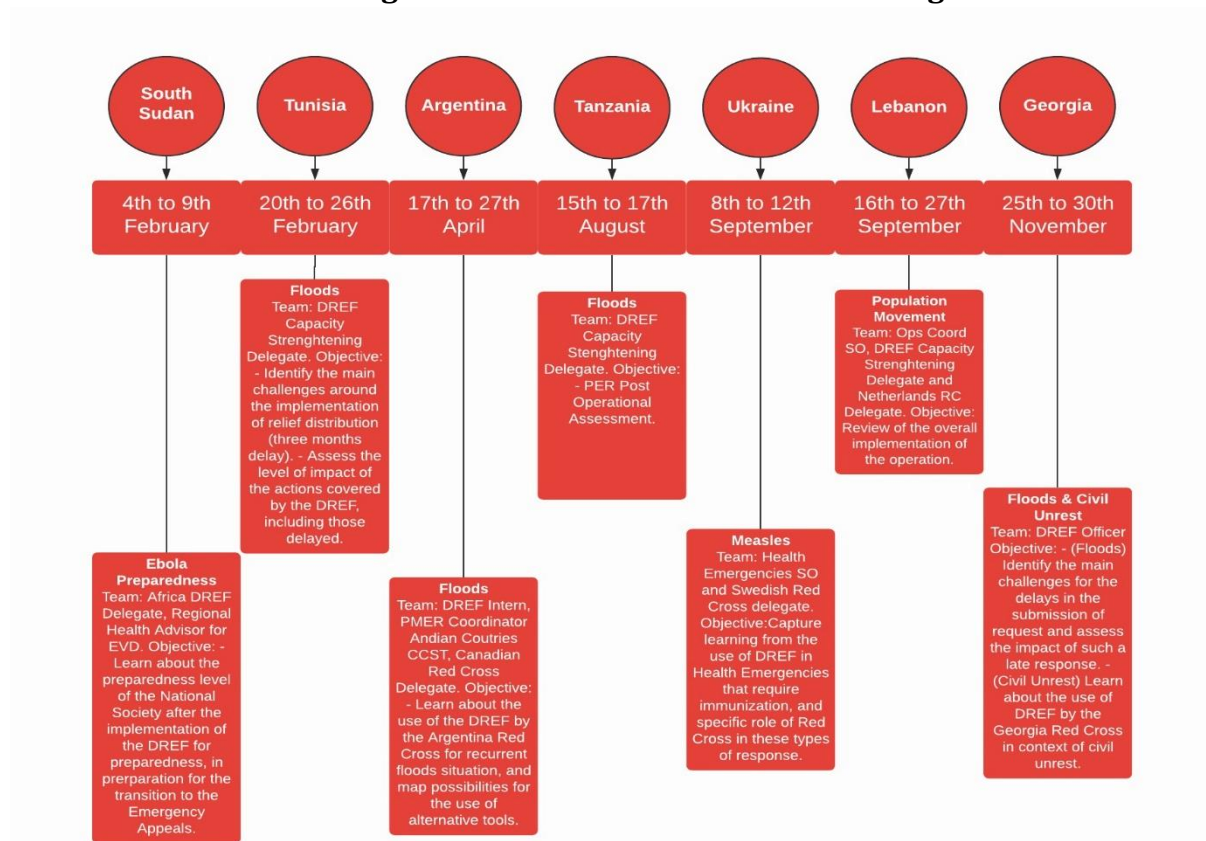 South
Sudan
Tunisia
Argentina
Tanzania
Ukraine
Lebanon
Georgia
4th to 9th
February
20th to 26th
February
17th to 27th
April
15th to 17th
August
8th to 12th
September
16th to 27th
September
25th to 30th
November
Ebola
Preparedness
Team: Africa DREF
Delegate, Regional
Health Advisor for
EVD. Objective: -
Learn about the
preparedness level
of the National
Society after the
implementation of
the DREF for
preparedness, in
prerparation for the
transition to the
Emergency
Appeals.
Floods
Team: DREF
Capacity
Strenghtening
Delegate. Objective:
- Identify the main
challenges around
the implementation
of relief distribution
(three months
delay). - Assess the
level of impact of
the actions covered
by the DREF,
including those
delayed.
Floods
Team: DREF Intern,
PMER Coordinator
Andian Coutries
CCST, Canadian
Red Cross
Delegate. Objective:
- Learn about the
use of the DREF by
the Argentina Red
Cross for recurrent
floods situation, and
map possibilities for
the use of
alternative tools.
Floods
Team: DREF
Capacity
Stenghtening
Delegate. Objective:
- PER Post
Operational
Assessment.
Measles
Team: Health
Emergencies SO
and Swedish Red
Cross delegate.
Objective:Capture
learning from the
use of DREF in
Health Emergencies
that require
immunization, and
specific role of Red
Cross in these types
of response.
Population
Movement
Team: Ops Coord
SO, DREF Capacity
Strenghtening
Delegate and
Netherlands RC
Delegate. Objective:
Review of the overall
implementation of
the operation.
Floods & Civil
Unrest
Team: DREF Officer
Objective: - (Floods)
Identify the main
challenges for the
delays in the
submission of
request and assess
the impact of such a
late response. -
(Civil Unrest) Learn
about the use of
DREF by the
Georgia Red Cross
in context of civil
unrest.